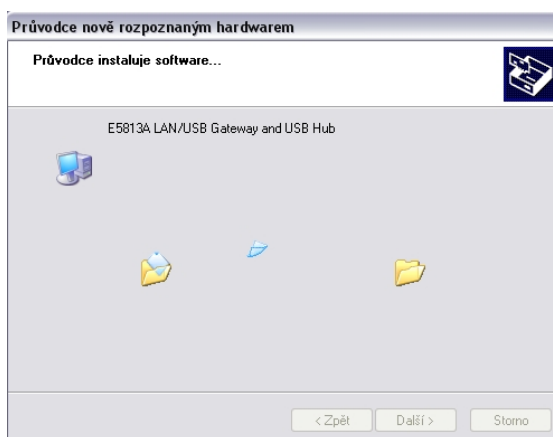 Průvodce nově rozpoznaným hardwarem
Průvodce instaluje software...
E5813A LAN/USB Gateway and USB Hub
< Zpět
Další >
Storno